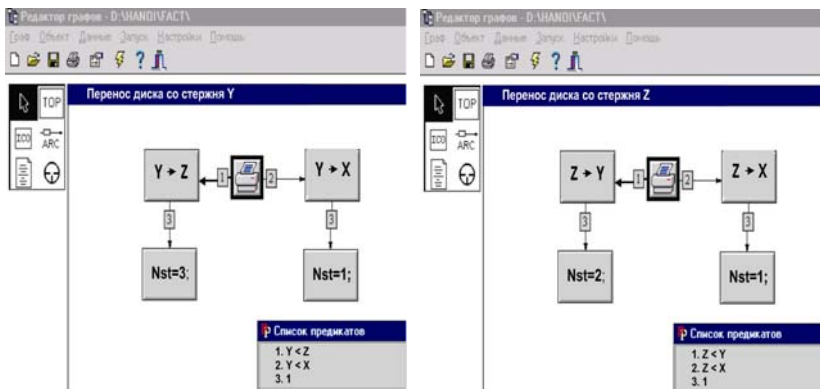 Редактор графов - D:\HANOI\FACT\
Граф Объект Данные Запуск Настройки Помощь
TOP
Перенос диска со стержня Y
ICO
ARC
Y → Z
1
2
Y → X
3
3
Nst=3;
Nst=1;
Список предикатов
1. Y < Z
2. Y < X
3. 1
Редактор графов - D:\HANOI\FACT\
Граф Объект Данные Запуск Настройки Помощь
TOP
Перенос диска со стержня Z
ICO
ARC
Z → Y
1
2
Z → X
3
3
Nst=2;
Nst=1;
Список предикатов
1. Z < Y
2. Z < X
3. 1